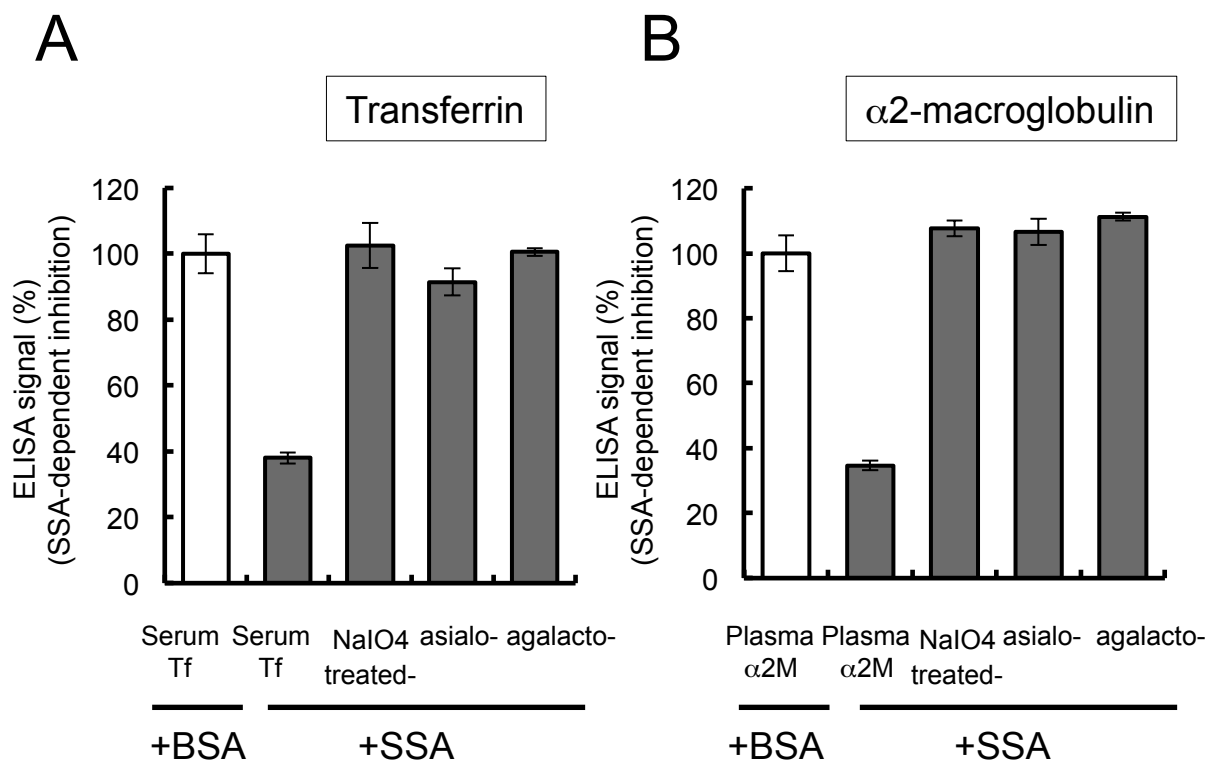 A
Transferrin
ELISA signal (%)
(SSA-dependent inhibition)
120
100
80
60
40
20
0
Serum Tf
Serum Tf
NaIO4 treated-
asialo-
agalacto-
+BSA
+SSA
B
α2-macroglobulin
ELISA signal (%)
(SSA-dependent inhibition)
120
100
80
60
40
20
0
Plasma α2M
Plasma α2M
NaIO4 treated-
asialo-
agalacto-
+BSA
+SSA